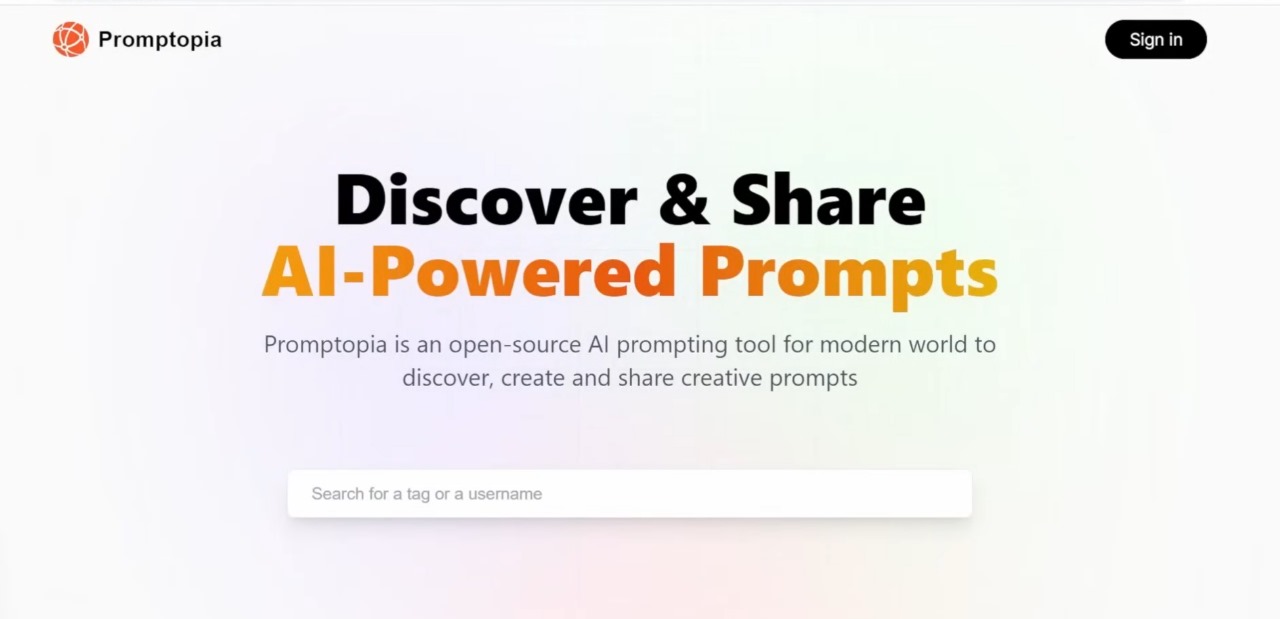 Promptopia
Sign in
Discover & Share
AI-Powered Prompts
Promptopia is an open-source AI prompting tool for modern world to
discover, create and share creative prompts
Search for a tag or a username